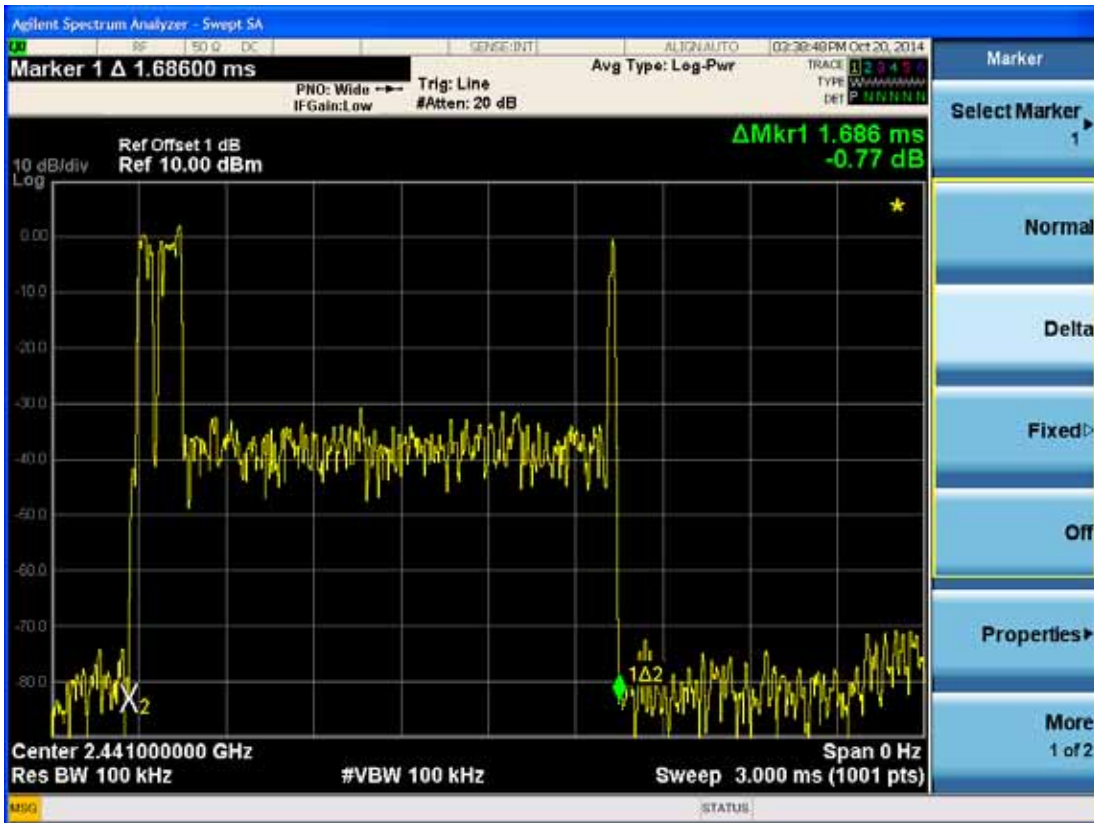 Agilent Spectrum Analyzer - Swept SA
RF 50 Ω DC SENSE:INT ALIGN AUTO 03:38:48 PM Oct 20, 2014
Marker 1 Δ 1.68600 ms
PNO: Wide
IFGain:Low
Trig: Line
#Atten: 20 dB
Avg Type: Log-Pwr
TRACE 1 2 3 4 5 6
TYPE W
DET P N N N N N
Ref Offset 1 dB
10 dB/div Ref 10.00 dBm
Log
ΔMkr1 1.686 ms
-0.77 dB
0.00
-10.0
-20.0
-30.0
-40.0
-50.0
-60.0
-70.0
-80.0
2
1Δ2
Center 2.441000000 GHz
Span 0 Hz
Res BW 100 kHz
#VBW 100 kHz
Sweep 3.000 ms (1001 pts)
MSG
STATUS
Marker
Select Marker
1
Normal
Delta
Fixed
Off
Properties
More
1 of 2